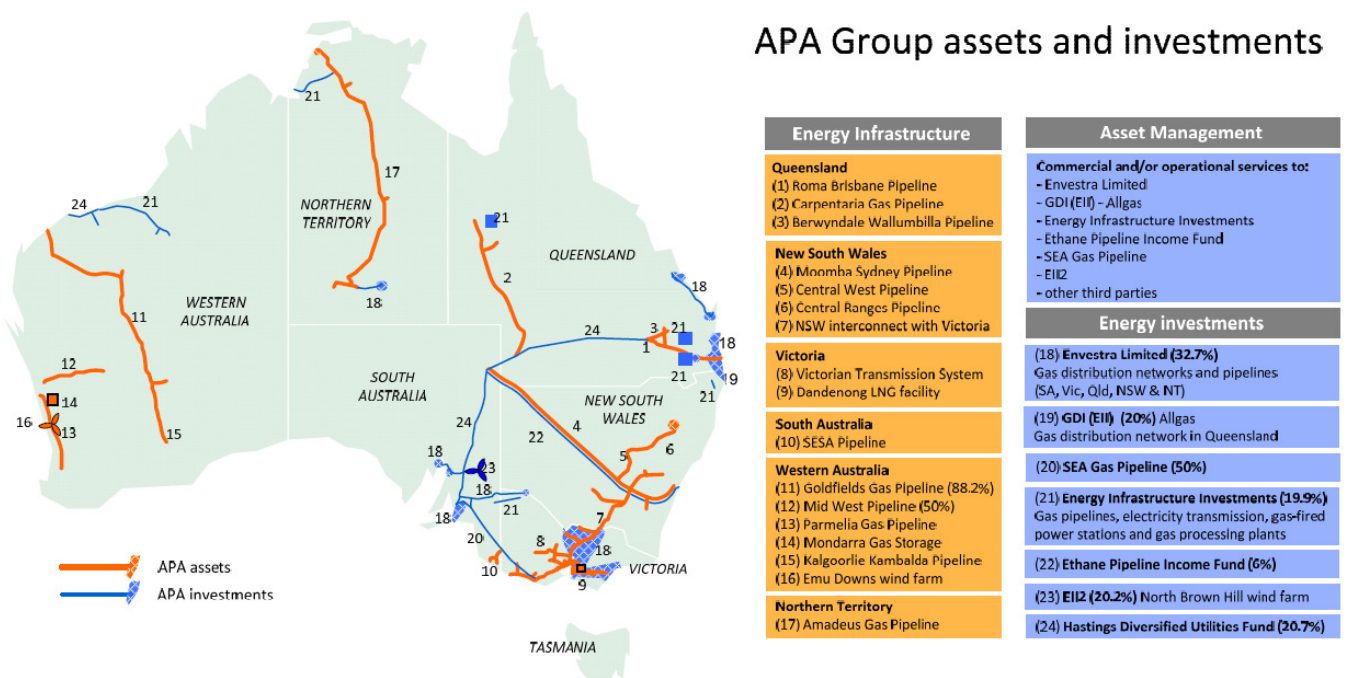 APA Group assets and investments
Energy Infrastructure
Queensland
(1) Roma Brisbane Pipeline
(2) Carpentaria Gas Pipeline
(3) Berwyndale Wallumbilla Pipeline
New South Wales
(4) Moomba Sydney Pipeline
(5) Central West Pipeline
(6) Central Ranges Pipeline
(7) NSW interconnect with Victoria
Victoria
(8) Victorian Transmission System
(9) Dandenong LNG facility
South Australia
(10) SESA Pipeline
Western Australia
(11) Goldfields Gas Pipeline (88.2%)
(12) Mid West Pipeline (50%)
(13) Parmelia Gas Pipeline
(14) Mondarra Gas Storage
(15) Kalgoorlie Kambalda Pipeline
(16) Emu Downs wind farm
Northern Territory
(17) Amadeus Gas Pipeline
Asset Management
Commercial and/or operational services to:
- Envestra Limited
- GDI (EII) - Allgas
- Energy Infrastructure Investments
- Ethane Pipeline Income Fund
- SEA Gas Pipeline
- EII2
- other third parties
Energy investments
(18) Envestra Limited (32.7%)
Gas distribution networks and pipelines
(SA, Vic, Qld, NSW & NT)
(19) GDI (EII) (20%) Allgas
Gas distribution network in Queensland
(20) SEA Gas Pipeline (50%)
(21) Energy Infrastructure Investments (19.9%)
Gas pipelines, electricity transmission, gas-fired
power stations and gas processing plants
(22) Ethane Pipeline Income Fund (6%)
(23) EII2 (20.2%) North Brown Hill wind farm
(24) Hastings Diversified Utilities Fund (20.7%)
21
17
24
21
NORTHERN
TERRITORY
21
QUEENSLAND
2
18
18
WESTERN
AUSTRALIA
11
24
3
21
18
1
12
SOUTH
AUSTRALIA
21
19
21
14
NEW SOUTH
WALES
16
13
15
24
22
4
5
6
18
23
18
21
18
7
20
8
18
10
9
VICTORIA
APA assets
APA investments
TASMANIA